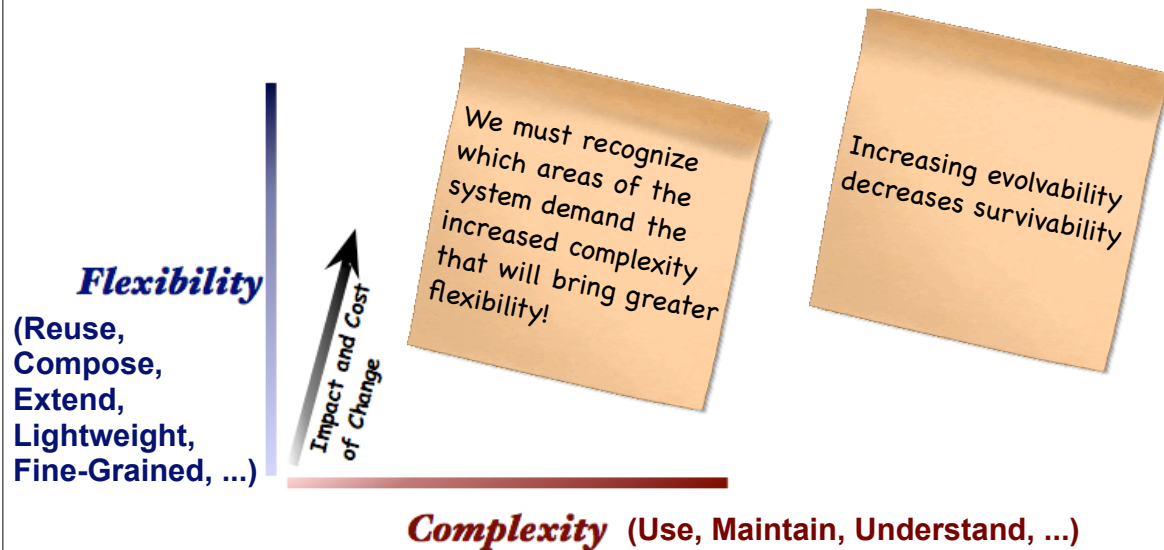 We must recognize
which areas of the
system demand the
increased complexity
that will bring greater
flexibility!
Increasing evolvability
decreases survivability
Flexibility
(Reuse,
Compose,
Extend,
Lightweight,
Fine-Grained, ...)
Impact and Cost
of Change
Complexity (Use, Maintain, Understand, ...)